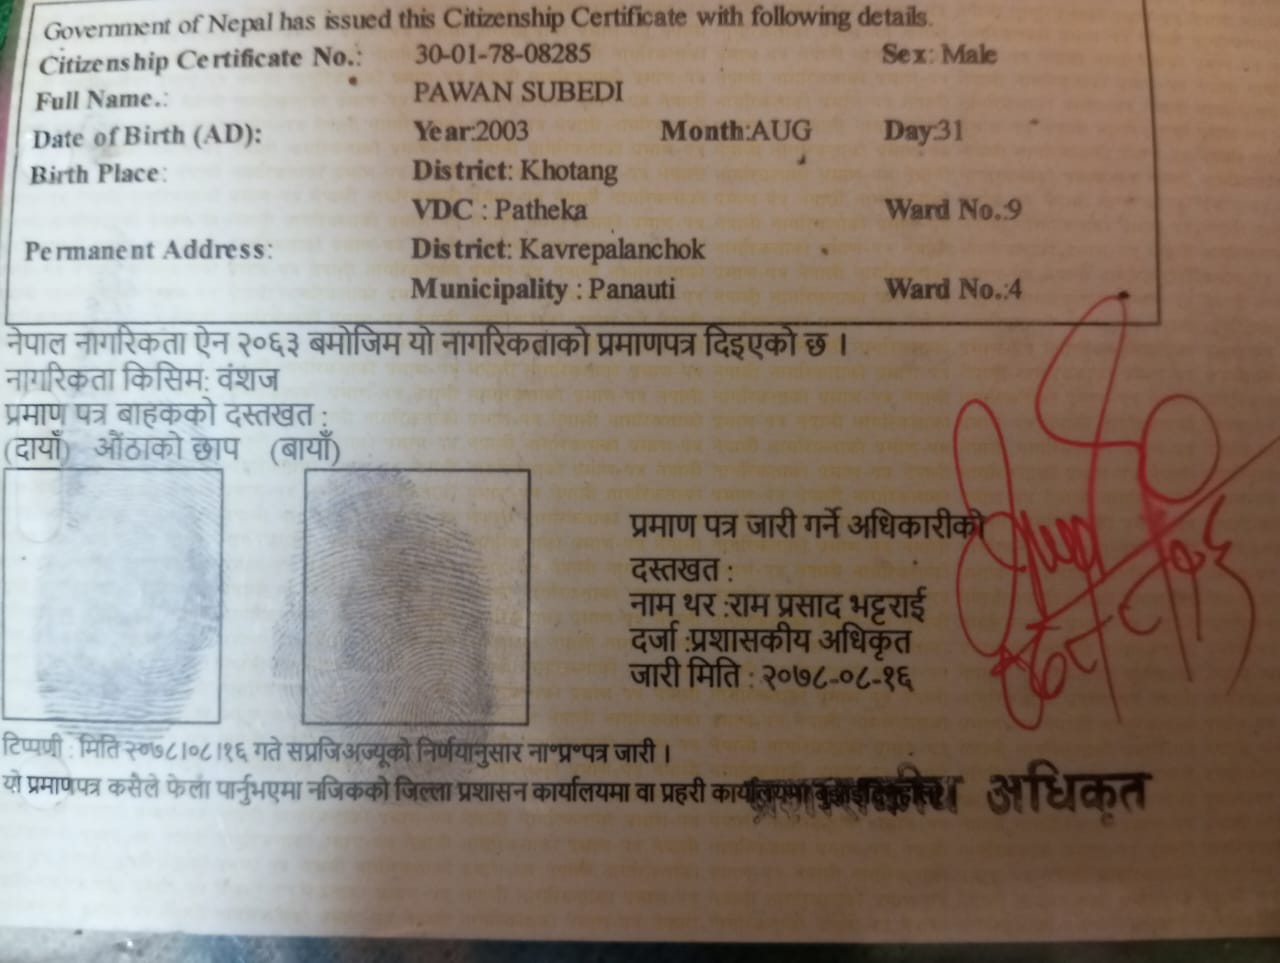 Government of Nepal has issued this Citizenship Certificate with following details.
Citizenship Certificate No.: 30-01-78-08285 Sex: Male
Full Name.: PAWAN SUBEDI
Date of Birth (AD): Year:2003 Month:AUG Day:31
Birth Place: District: Khotang
VDC : Patheka Ward No.:9
Permanent Address: District: Kavrepalanchok
Municipality : Panauti Ward No.:4
नेपाल नागरिकता ऐन २०६३ बमोजिम यो नागरिकताको प्रमाणपत्र दिइएको छ ।
नागरिकता किसिम: वंशज
प्रमाण पत्र बाहकको दस्तखत :
(दायाँ) औंठाको छाप (बायाँ)
प्रमाण पत्र जारी गर्ने अधिकारीको
दस्तखत :
नाम थर :राम प्रसाद भट्टराई
दर्जा :प्रशासकीय अधिकृत
जारी मिति : २०७८-०८-१६
टिप्पणी : मिति २०७८।०८।१६ गते सप्रजिअज्यूको निर्णयानुसार ना॰प्र॰पत्र जारी ।
यो प्रमाणपत्र कसैले फेला पार्नुभएमा नजिकको जिल्ला प्रशासन कार्यालयमा वा प्रहरी
अधिकृत